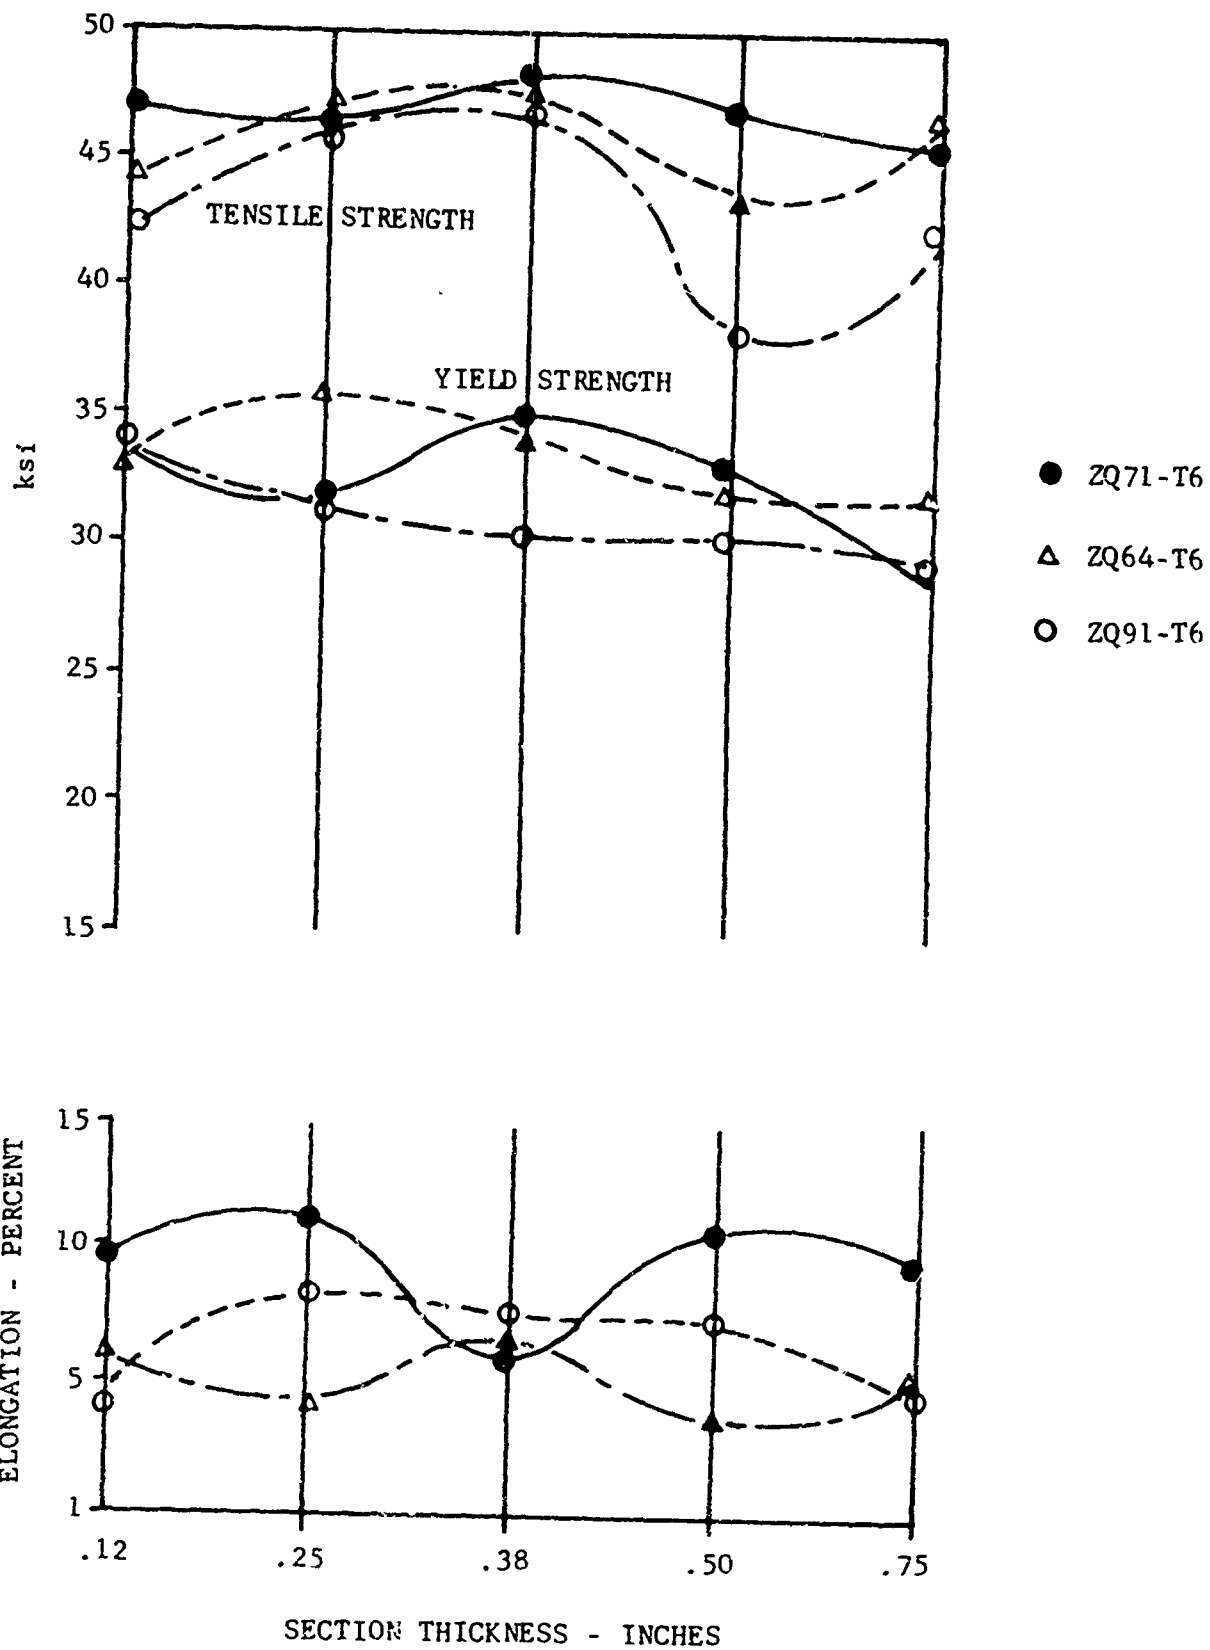 50
45
TENSILE STRENGTH
40
YIELD STRENGTH
35
ksi
30
25
20
15
ZQ71-T6
ZQ64-T6
ZQ91-T6
15
10
5
1
ELONGATION - PERCENT
.12 .25 .38 .50 .75
SECTION THICKNESS - INCHES